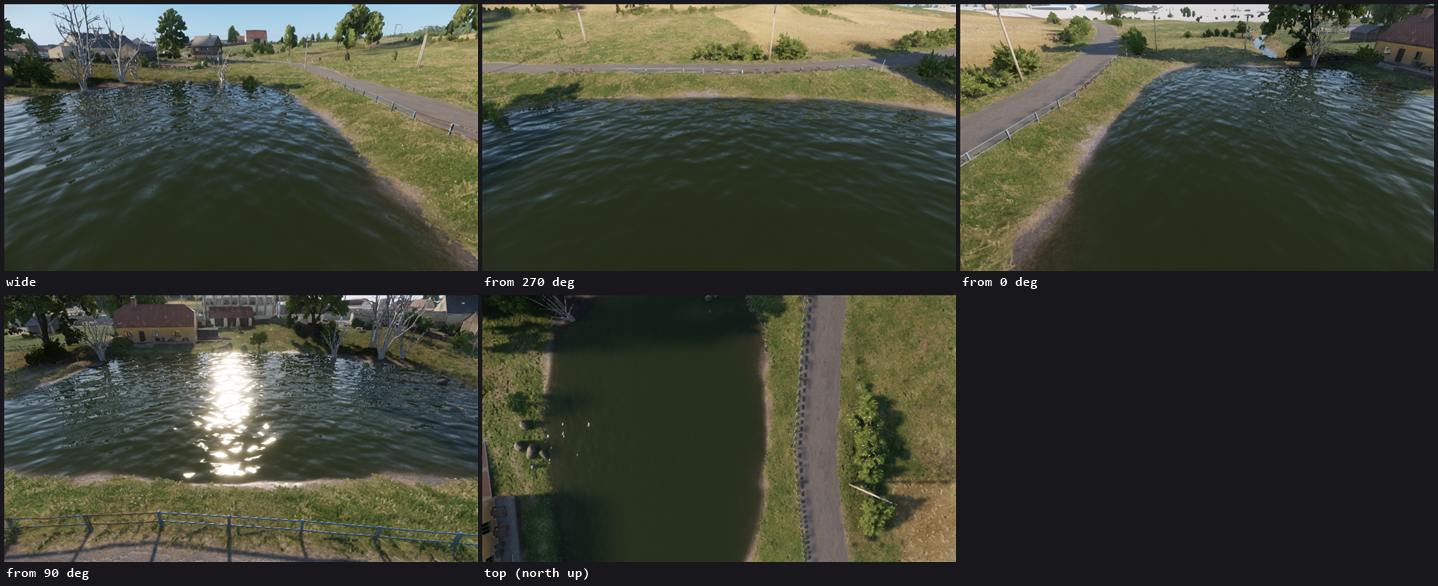 wide
from 270 deg
from 0 deg
from 90 deg
top (north up)